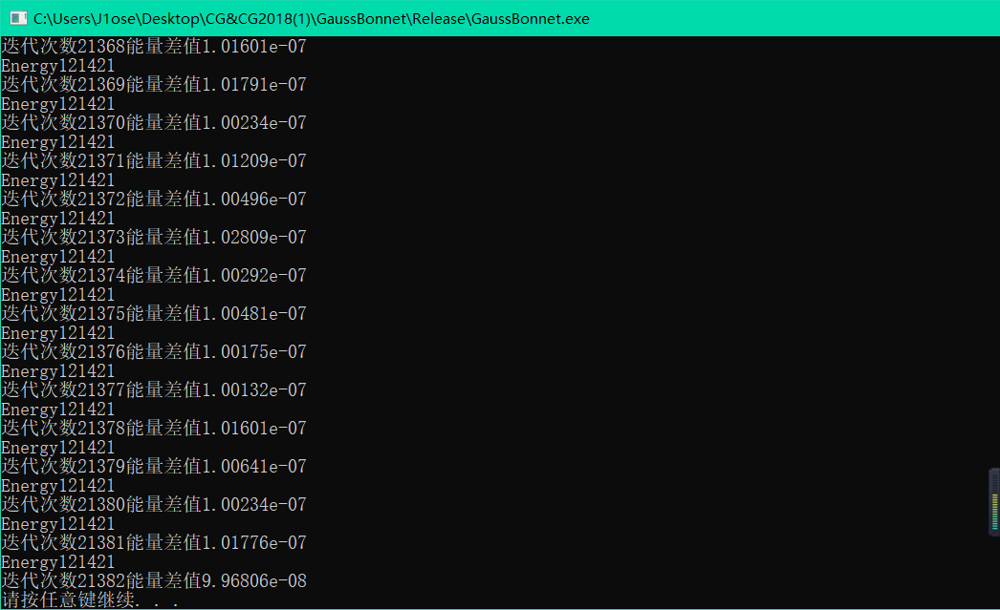 C:\Users\J1ose\Desktop\CG&CG2018(1)\GaussBonnet\Release\GaussBonnet.exe
迭代次数21368能量差值1.01601e-07
Energy121421
迭代次数21369能量差值1.01791e-07
Energy121421
迭代次数21370能量差值1.00234e-07
Energy121421
迭代次数21371能量差值1.01209e-07
Energy121421
迭代次数21372能量差值1.00496e-07
Energy121421
迭代次数21373能量差值1.02809e-07
Energy121421
迭代次数21374能量差值1.00292e-07
Energy121421
迭代次数21375能量差值1.00481e-07
Energy121421
迭代次数21376能量差值1.00175e-07
Energy121421
迭代次数21377能量差值1.00132e-07
Energy121421
迭代次数21378能量差值1.01601e-07
Energy121421
迭代次数21379能量差值1.00641e-07
Energy121421
迭代次数21380能量差值1.00234e-07
Energy121421
迭代次数21381能量差值1.01776e-07
Energy121421
迭代次数21382能量差值9.96806e-08
请按任意键继续. . .